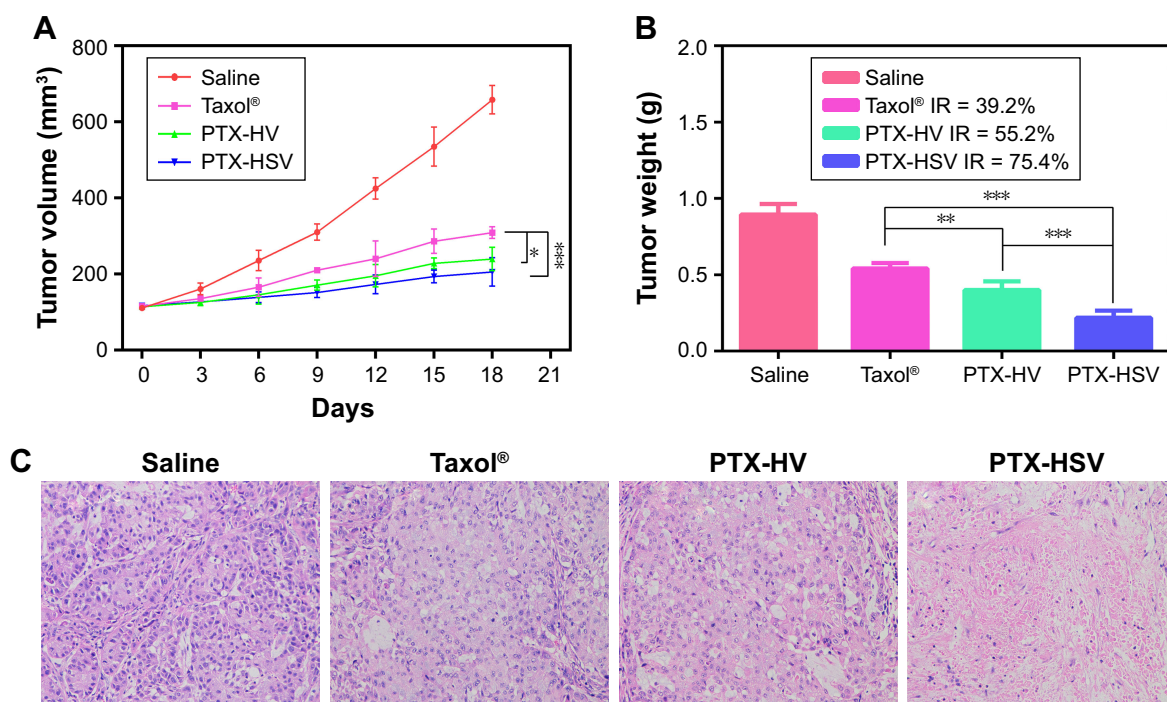 A
Tumor volume (mm³)
800
600
400
200
0
Saline
Taxol®
PTX-HV
PTX-HSV
*
***
0 3 6 9 12 15 18 21
Days
B
Tumor weight (g)
2.0
1.5
1.0
0.5
0.0
Saline
Taxol® IR = 39.2%
PTX-HV IR = 55.2%
PTX-HSV IR = 75.4%
***
**
***
Saline Taxol® PTX-HV PTX-HSV
C
Saline Taxol® PTX-HV PTX-HSV